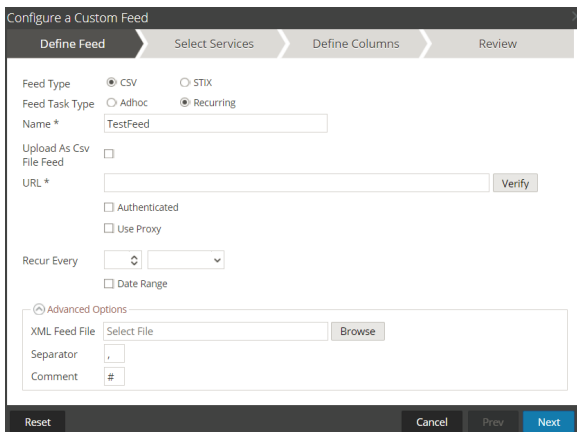 Configure a Custom Feed
Define Feed Select Services Define Columns Review
Feed Type CSV STIX
Feed Task Type Adhoc Recurring
Name * TestFeed
Upload As Csv
File Feed
URL * Verify
Authenticated
Use Proxy
Recur Every
Date Range
Advanced Options
XML Feed File Select File Browse
Separator ,
Comment #
Reset Cancel Prev Next